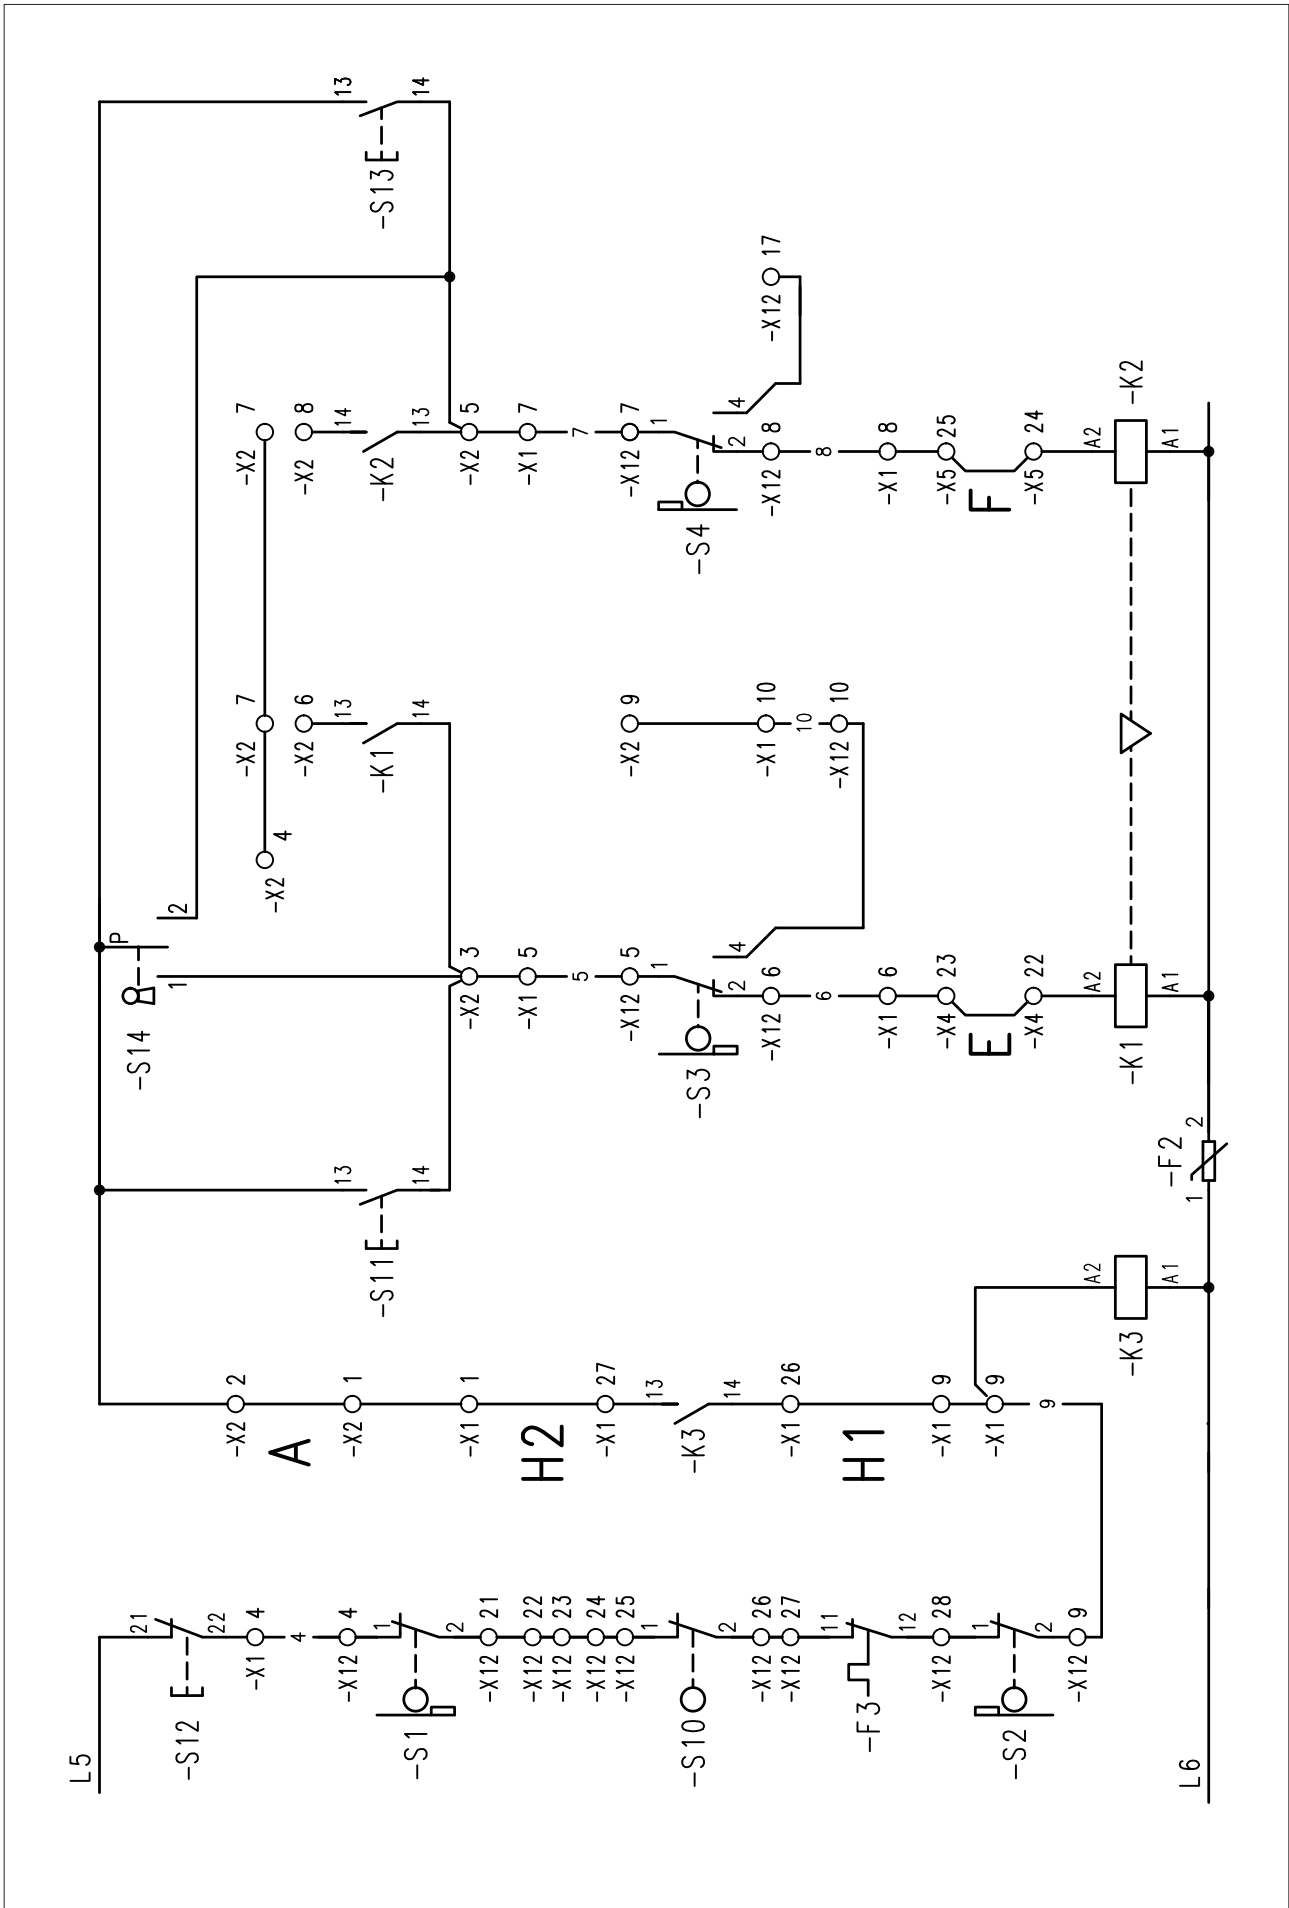 L5
-S12
21
22
-X1 4
4
-X12 4
-S1
1
2
-X12 21
-X12 22
-X12 23
-X12 24
-X12 25
-S10
1
2
-X12 26
-X12 27
-F3
11
12
-X12 28
-S2
1
2
-X12 9
-X2 2
A
-X2 1
-X1 1
H2
-X1 27
-K3
13
14
-X1 26
H1
-X1 9
-X1 9
9
-K3
A2
A1
-S11
13
14
-F2
1
2
-S14
P
1
2
-X2 3
-X1 5
5
-X12 5
-S3
1
2
4
-X12 6
6
-X1 6
-X4 23
E
-X4 22
-K1
A2
A1
-X2 4
-X2 7
-X2 6
-K1
13
14
-X2 9
-X1 10
10
-X12 10
-X2 7
-X2 8
-K2
14
13
-X2 5
-X1 7
7
-X12 7
-S4
1
2
4
-X12 8
8
-X1 8
-X5 25
F
-X5 24
-K2
A2
A1
-X12 17
-S13
13
14
L6